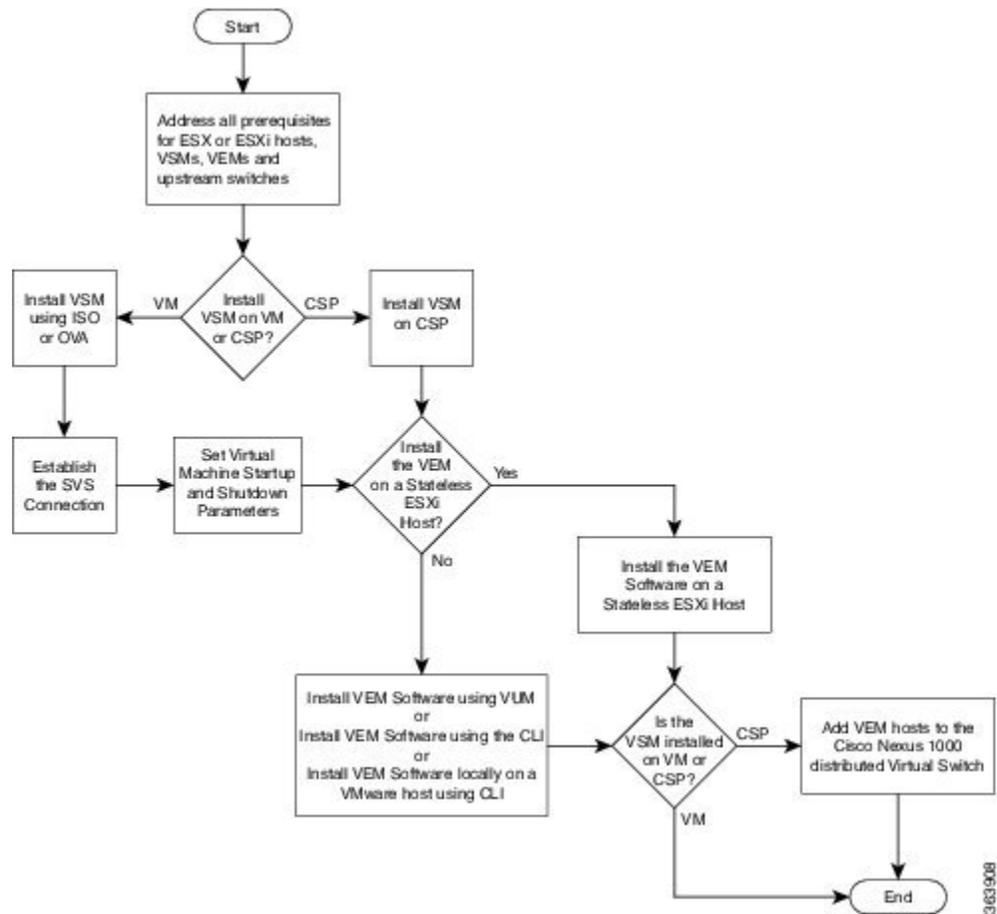 Start
Address all prerequisites
for ESX or ESXi hosts,
VSMs, VEMs and
upstream switches
Install VSM
using ISO
or OVA
VM
Install
VSM on VM
or CSP?
CSP
Install VSM
on CSP
Establish
the SVS
Connection
Set Virtual
Machine Startup
and Shutdown
Parameters
Install
the VEM
on a Stateless
ESXi
Host?
Yes
No
Install the VEM
Software on a
Stateless ESXi Host
Install VEM Software using VUM
or
Install VEM Software using the CLI
or
Install VEM Software locally on a
VMware host using CLI
Is the
VSM installed
on VM or
CSP?
CSP
Add VEM hosts to the
Cisco Nexus 1000
distributed Virtual Switch
VM
End
363908